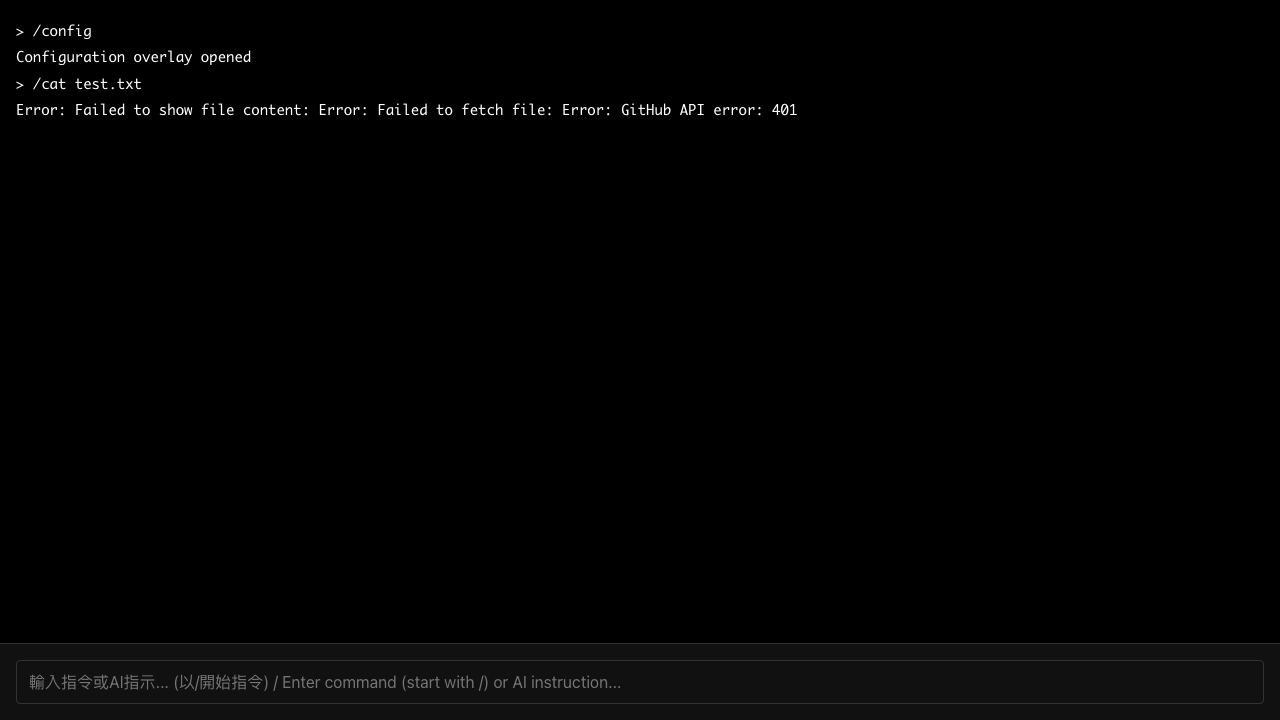 > /config
Configuration overlay opened
> /cat test.txt
Error: Failed to show file content: Error: Failed to fetch file: Error: GitHub API error: 401
輸入指令或AI指示... (以/開始指令) / Enter command (start with /) or AI instruction...